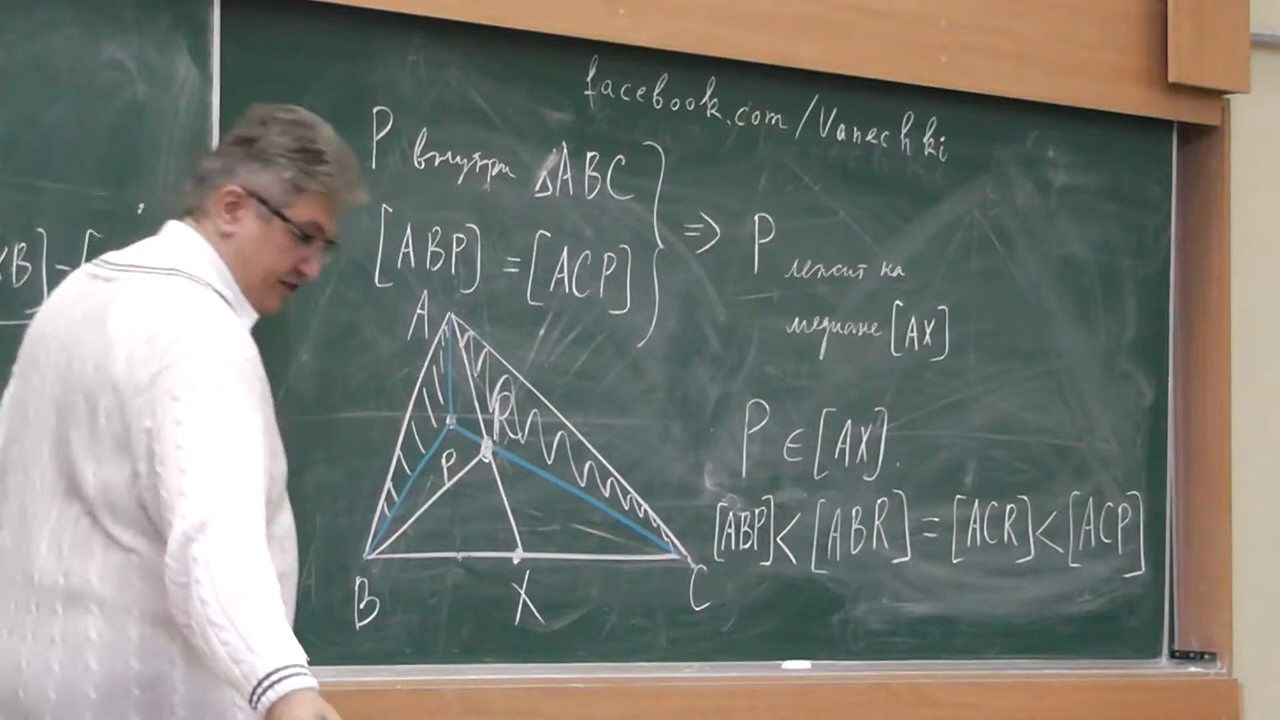 facebook.com/Vanechki
P внутри ΔABC
[ABP] = [ACP]
⇒ P
лежит на
медиане [AX]
B] - [
A
R
P
B
X
C
P ∈ [AX].
[ABP] < [ABR] = [ACR] < [ACP]